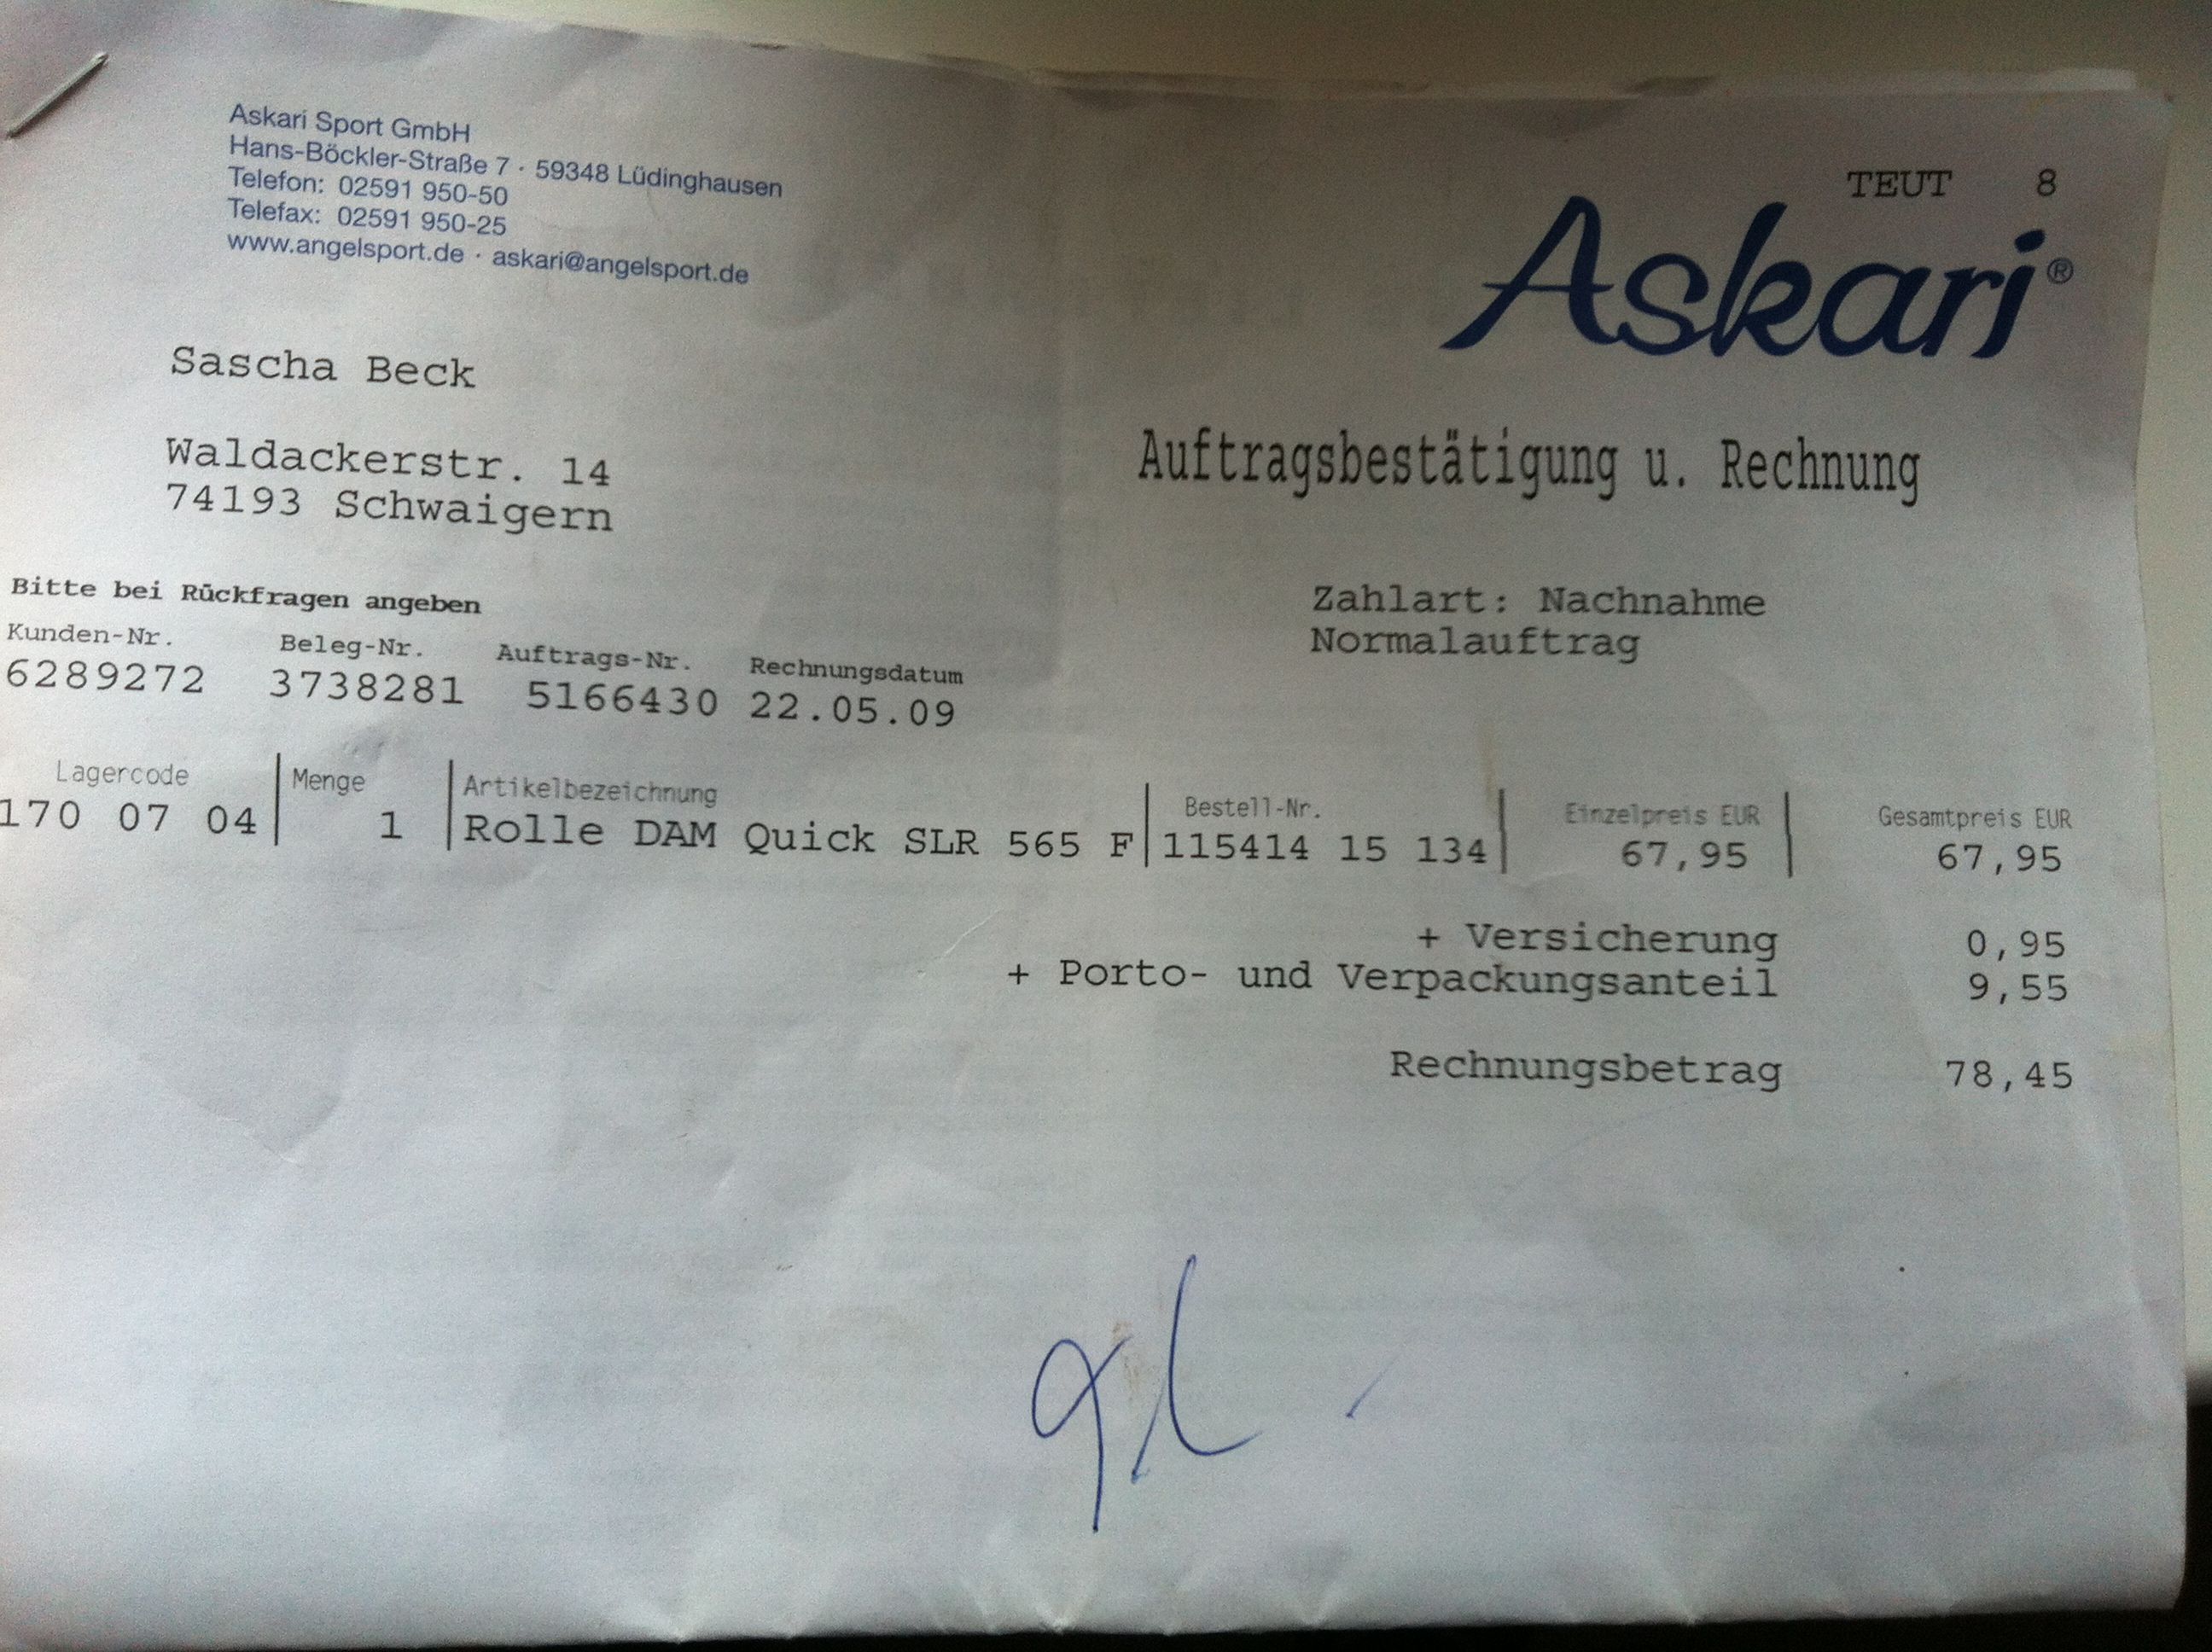 Askari Sport GmbH
Hans-Böckler-Straße 7 · 59348 Lüdinghausen
Telefon: 02591 950-50
Telefax: 02591 950-25
www.angelsport.de · askari@angelsport.de
TEUT 8
Askari®
Sascha Beck
Waldackerstr. 14
74193 Schwaigern
Auftragsbestätigung u. Rechnung
Zahlart: Nachnahme
Normalauftrag
Bitte bei Rückfragen angeben
Kunden-Nr. Beleg-Nr. Auftrags-Nr. Rechnungsdatum
6289272 3738281 5166430 22.05.09
Lagercode Menge Artikelbezeichnung Bestell-Nr. Einzelpreis EUR Gesamtpreis EUR
170 07 04 1 Rolle DAM Quick SLR 565 F 115414 15 134 67,95 67,95
+ Versicherung 0,95
+ Porto- und Verpackungsanteil 9,55
Rechnungsbetrag 78,45